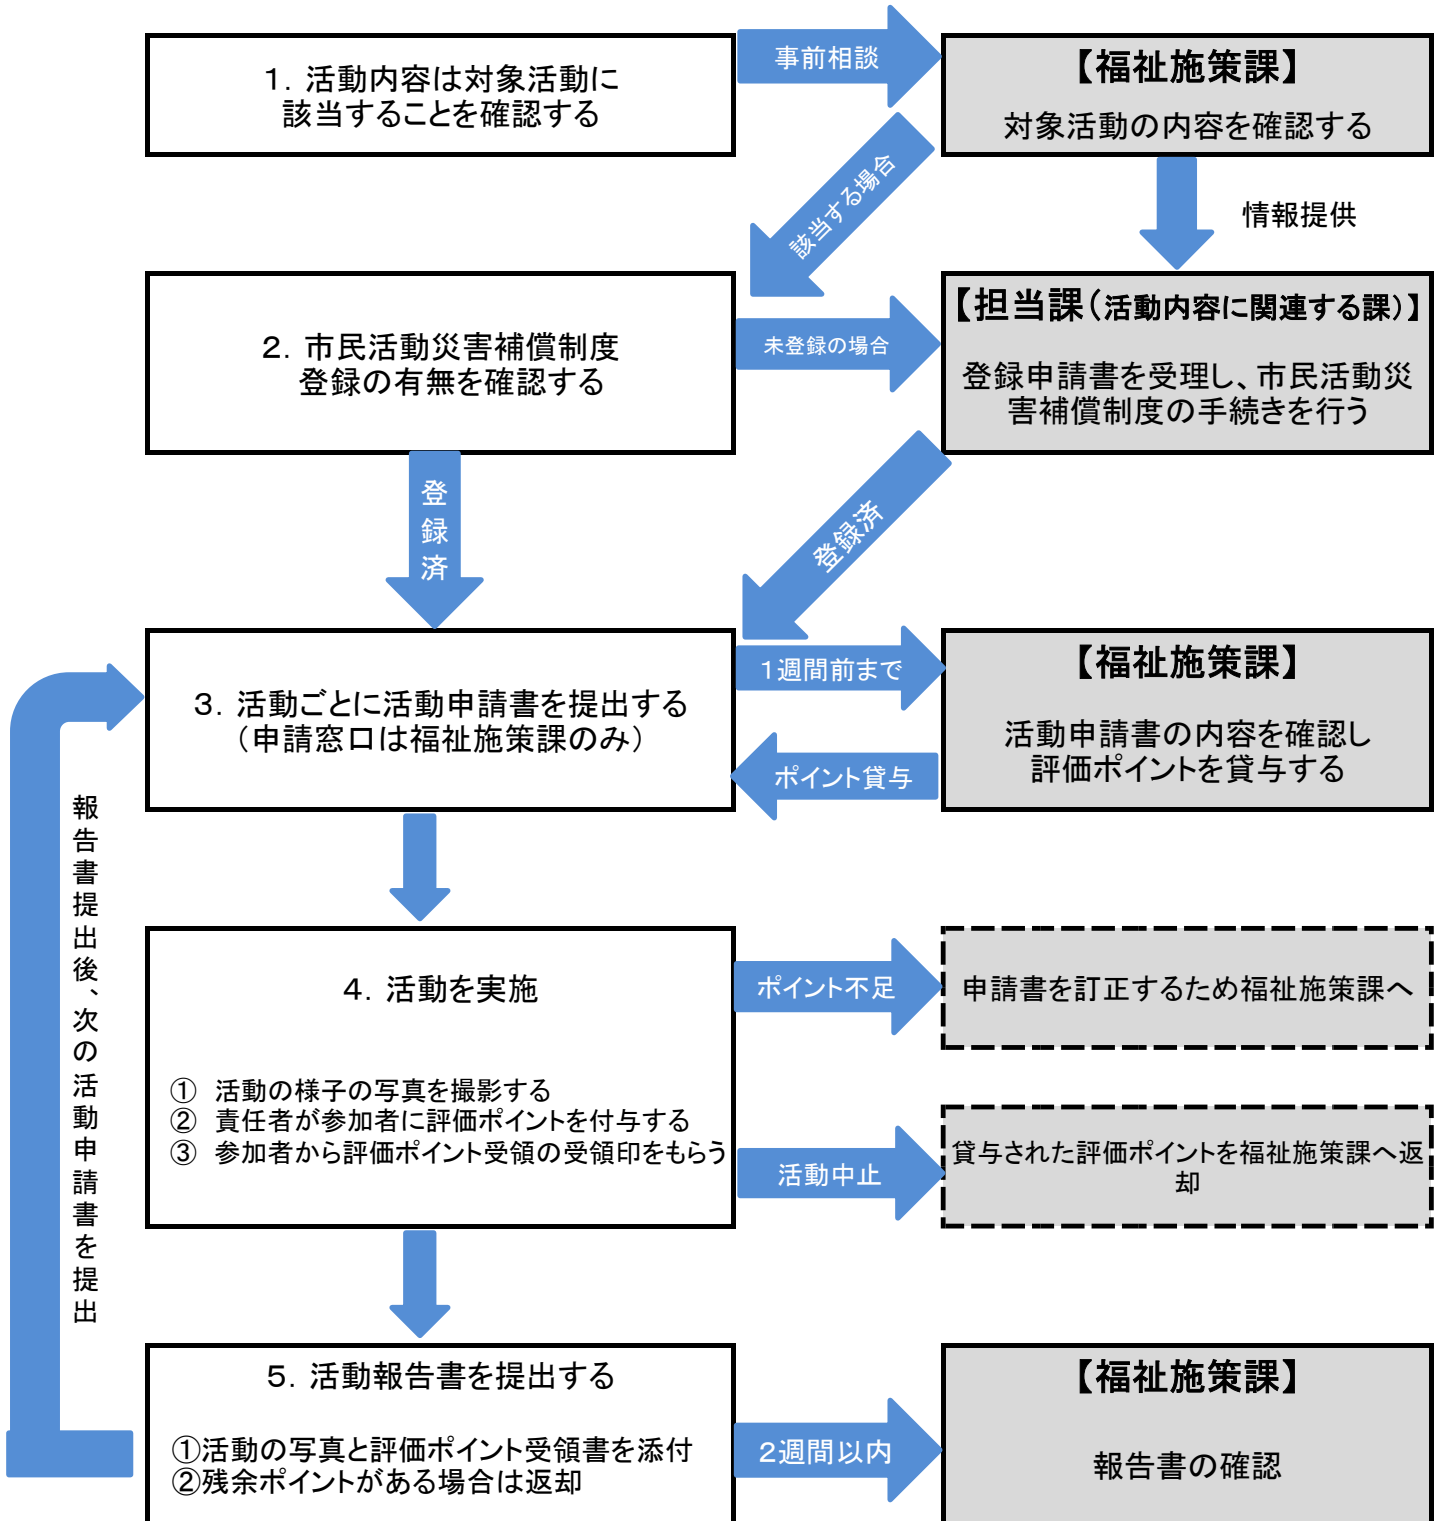 1．活動内容は対象活動に
該当することを確認する
事前相談
【福祉施策課】
対象活動の内容を確認する
該当する場合
情報提供
2．市民活動災害補償制度
登録の有無を確認する
未登録の場合
【担当課（活動内容に関連する課）】
登録申請書を受理し、市民活動災
害補償制度の手続きを行う
登録済
登録済
3．活動ごとに活動申請書を提出する
（申請窓口は福祉施策課のみ）
1週間前まで
ポイント貸与
【福祉施策課】
活動申請書の内容を確認し
評価ポイントを貸与する
報告書提出後、次の活動申請書を提出
4．活動を実施
① 活動の様子の写真を撮影する
② 責任者が参加者に評価ポイントを付与する
③ 参加者から評価ポイント受領の受領印をもらう
ポイント不足
申請書を訂正するため福祉施策課へ
活動中止
貸与された評価ポイントを福祉施策課へ返
却
5．活動報告書を提出する
①活動の写真と評価ポイント受領書を添付
②残余ポイントがある場合は返却
2週間以内
【福祉施策課】
報告書の確認